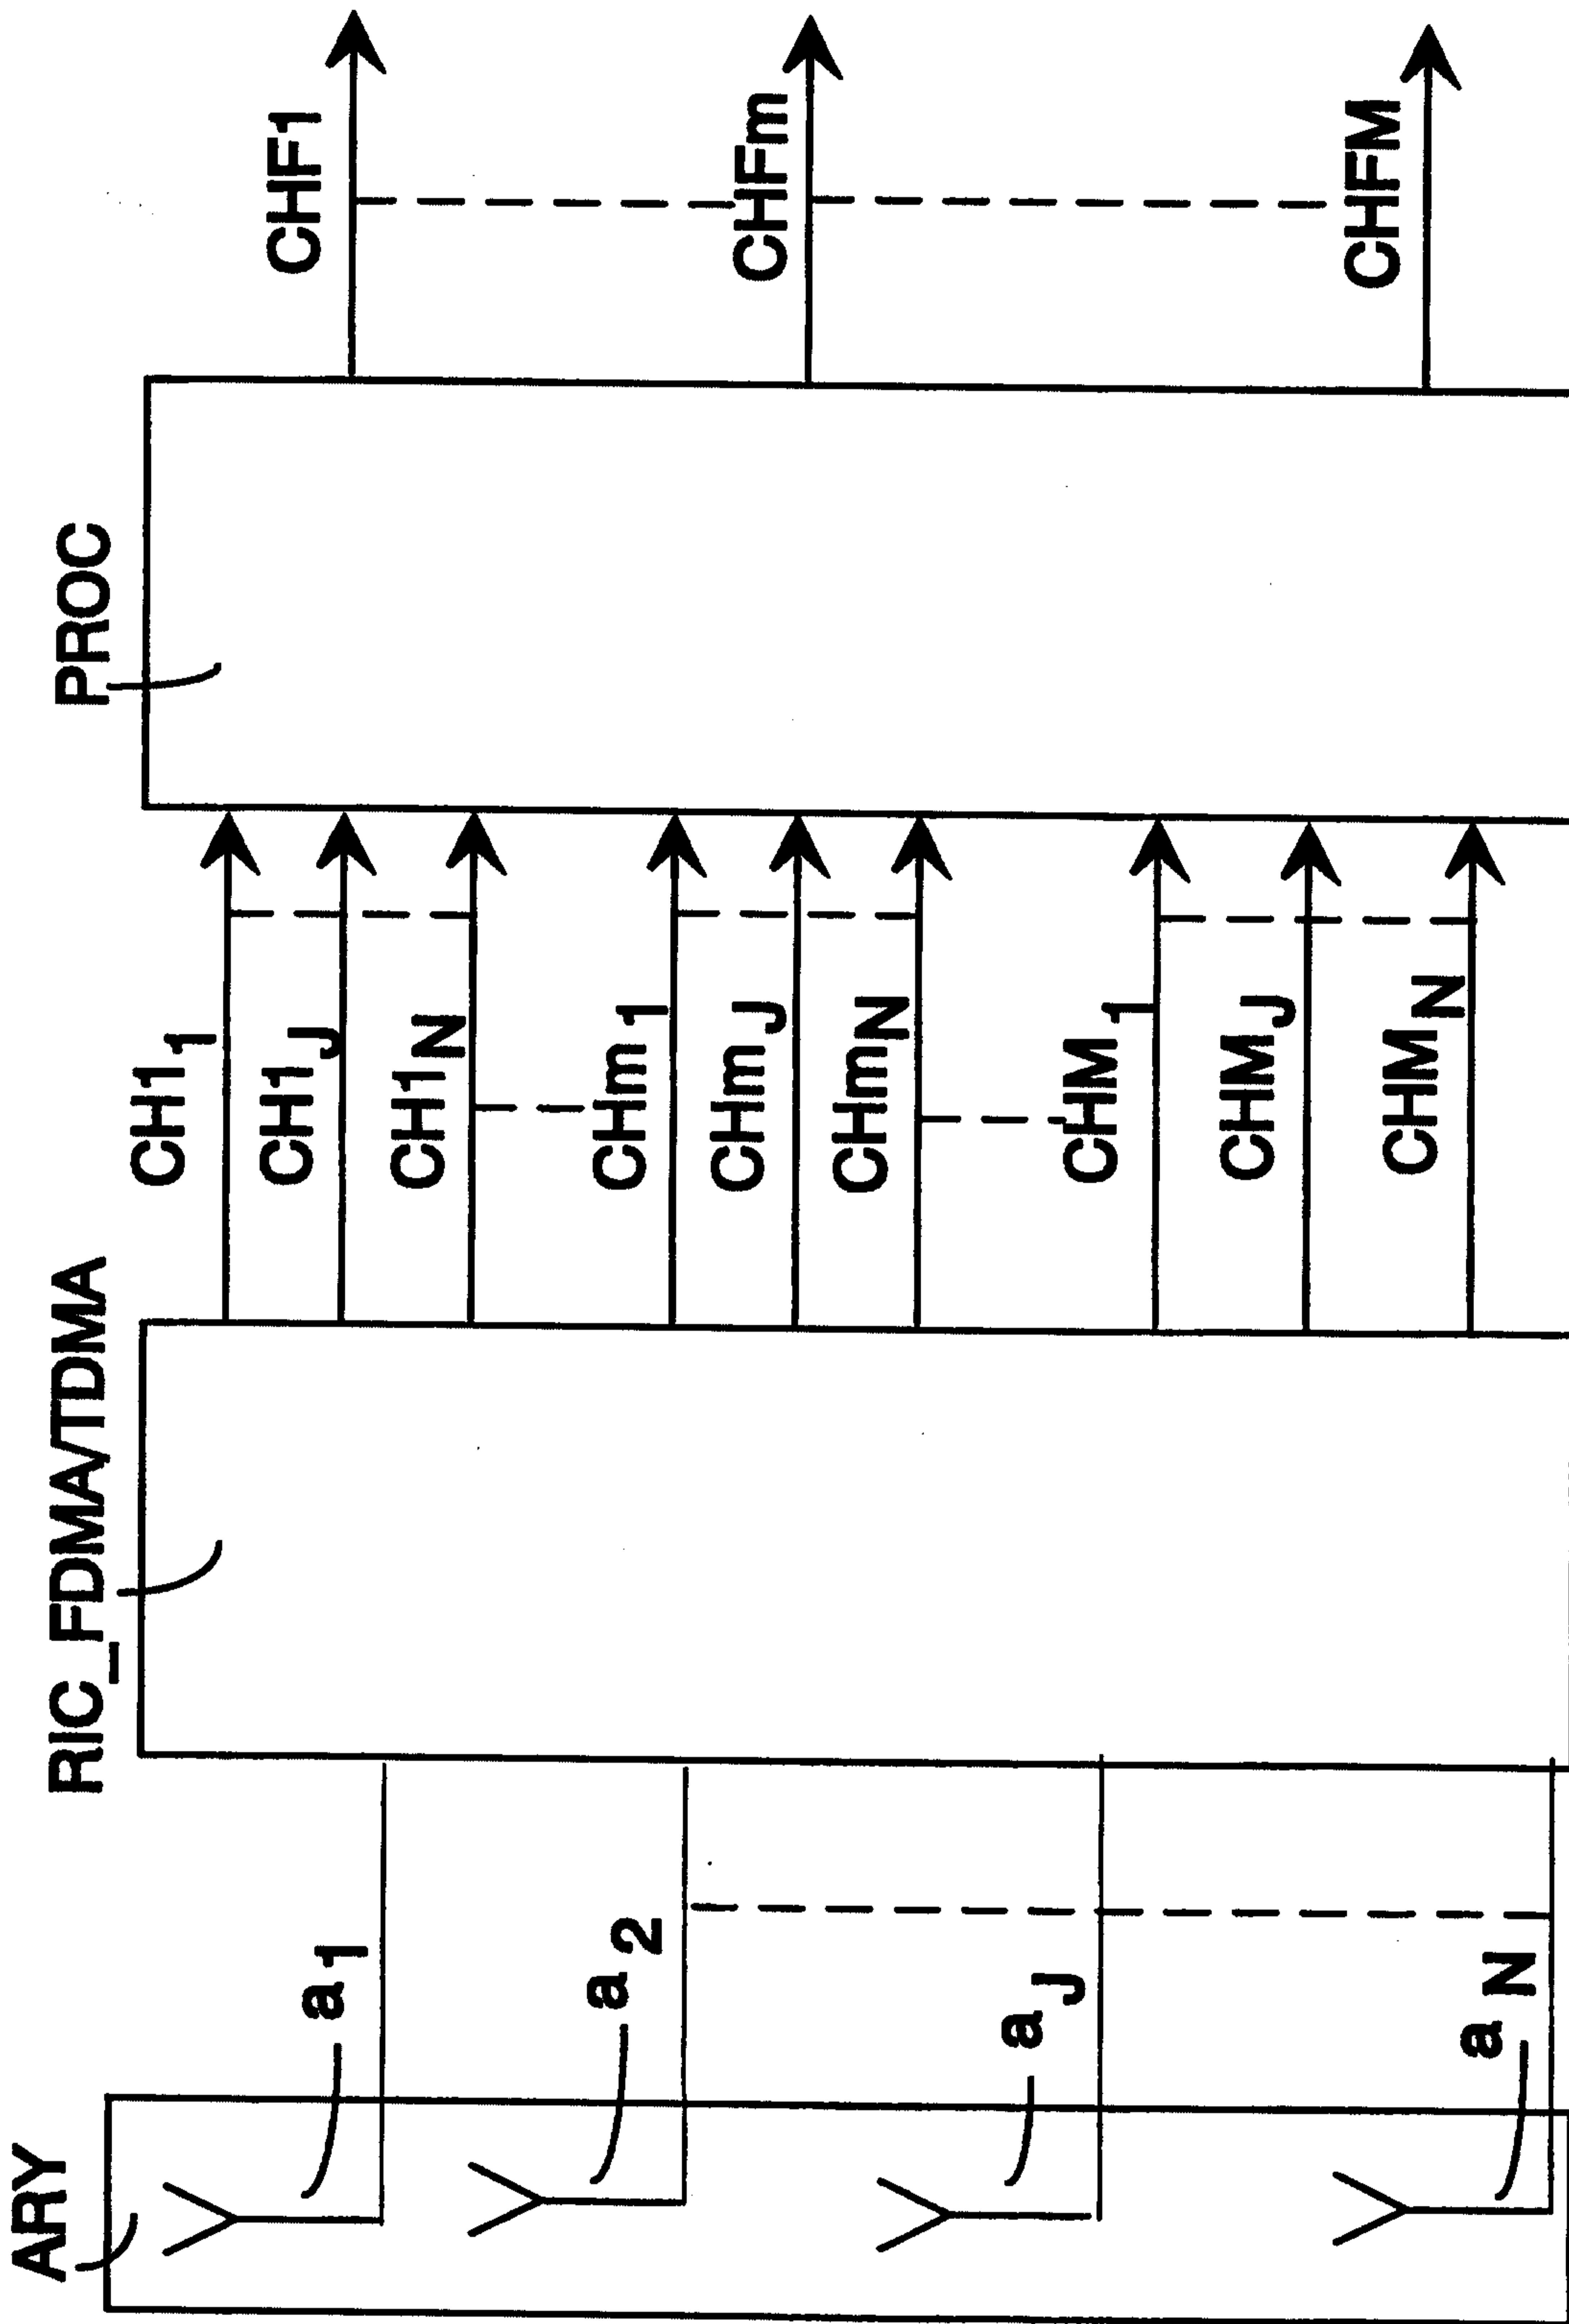 ARY
a1
a2
aJ
aN
RIC_FDMA/TDMA
CH11
CH1J
CH1N
CHm1
CHmJ
CHmN
CHM1
CHMJ
CHMN
PROC
CHF1
CHFm
CHFM